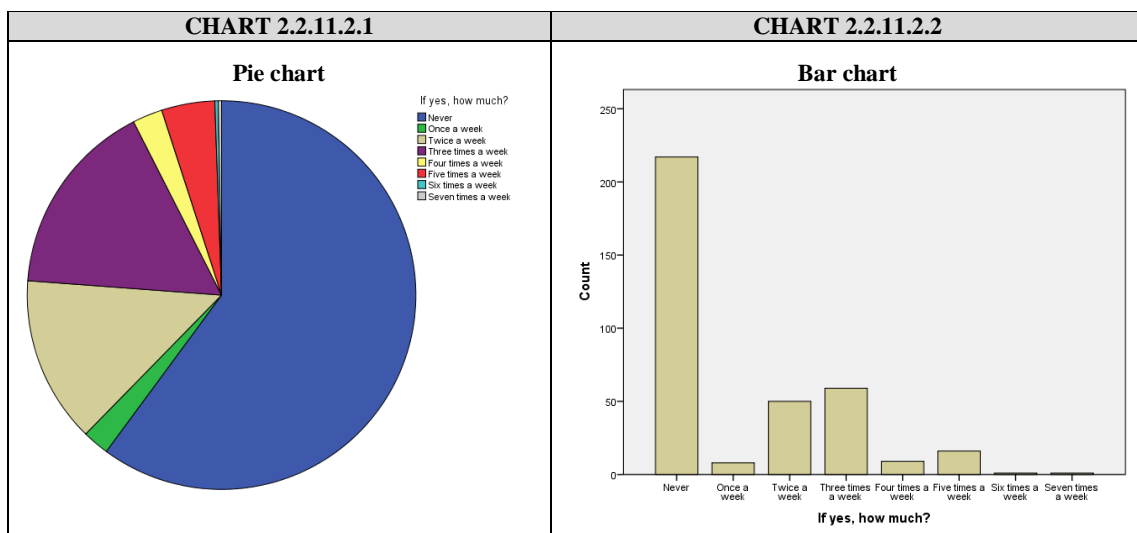 CHART 2.2.11.2.1
CHART 2.2.11.2.2
Pie chart
If yes, how much?
Never
Once a week
Twice a week
Three times a week
Four times a week
Five times a week
Six times a week
Seven times a week
Bar chart
250
200
150
100
50
0
Count
Never
Once a
week
Twice a
week
Three times
a week
Four times a
week
Five times a
week
Six times a
week
Seven times
a week
If yes, how much?